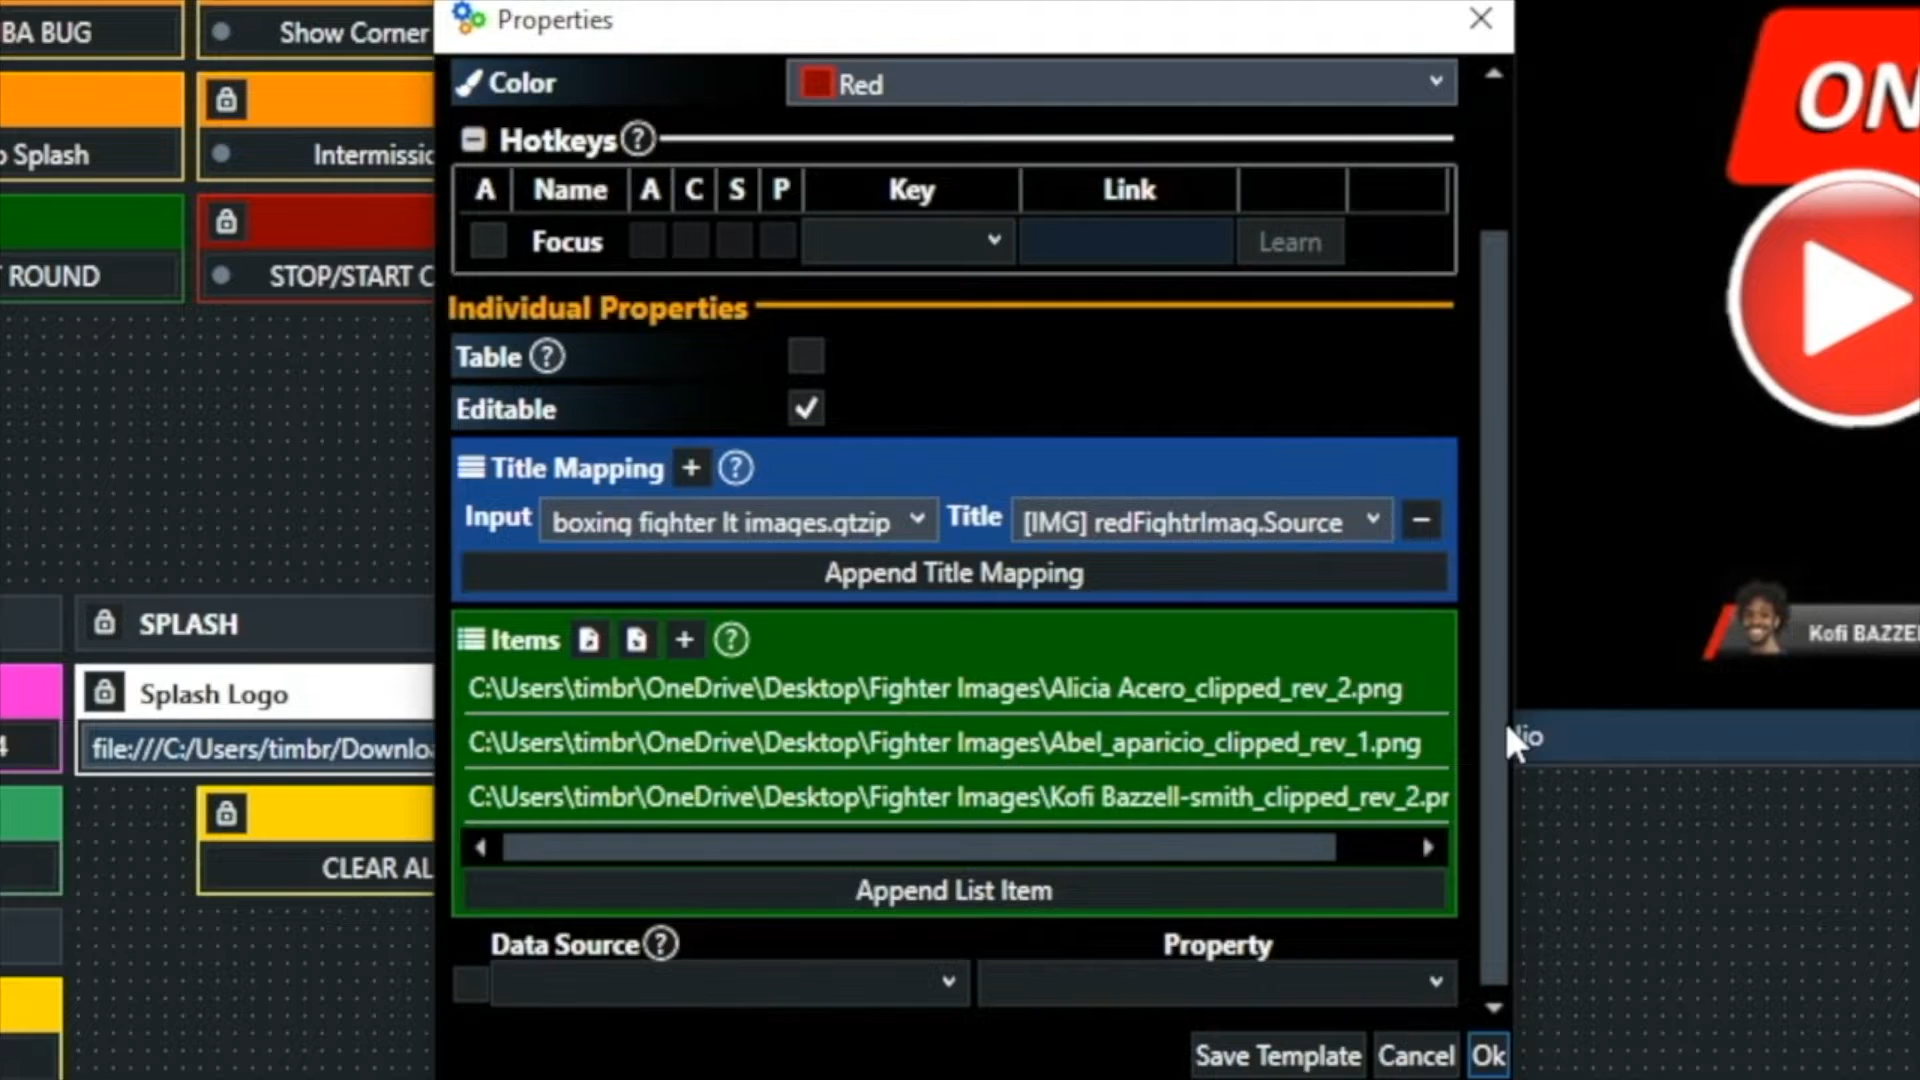 BA BUG
Show Corner
Properties
Color
Red
ON
Hotkeys ?
A Name A C S P Key Link
Focus
Learn
Splash
ROUND
STOP/START C
Individual Properties
Table ?
Editable
Title Mapping + ?
Input boxing fighter lt images.gtzip Title [IMG] redFightrImag.Source
Append Title Mapping
SPLASH
Items + ?
Kofi BAZZEL
C:\Users\timbr\OneDrive\Desktop\Fighter Images\Alicia Acero_clipped_rev_2.png
Splash Logo
C:\Users\timbr\OneDrive\Desktop\Fighter Images\Abel_aparicio_clipped_rev_1.png
4
file:///C:/Users/timbr/Downlo
C:\Users\timbr\OneDrive\Desktop\Fighter Images\Kofi Bazzell-smith_clipped_rev_2.pr
CLEAR AL
Append List Item
Data Source ? Property
Save Template Cancel Ok